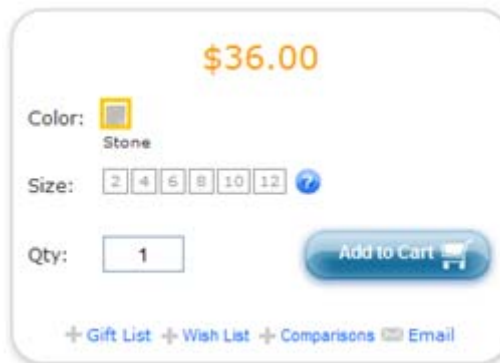 $36.00
Color:
Stone
Size: 2 4 6 8 10 12 ?
Qty: 1 Add to Cart
Gift List Wish List Comparisons Email